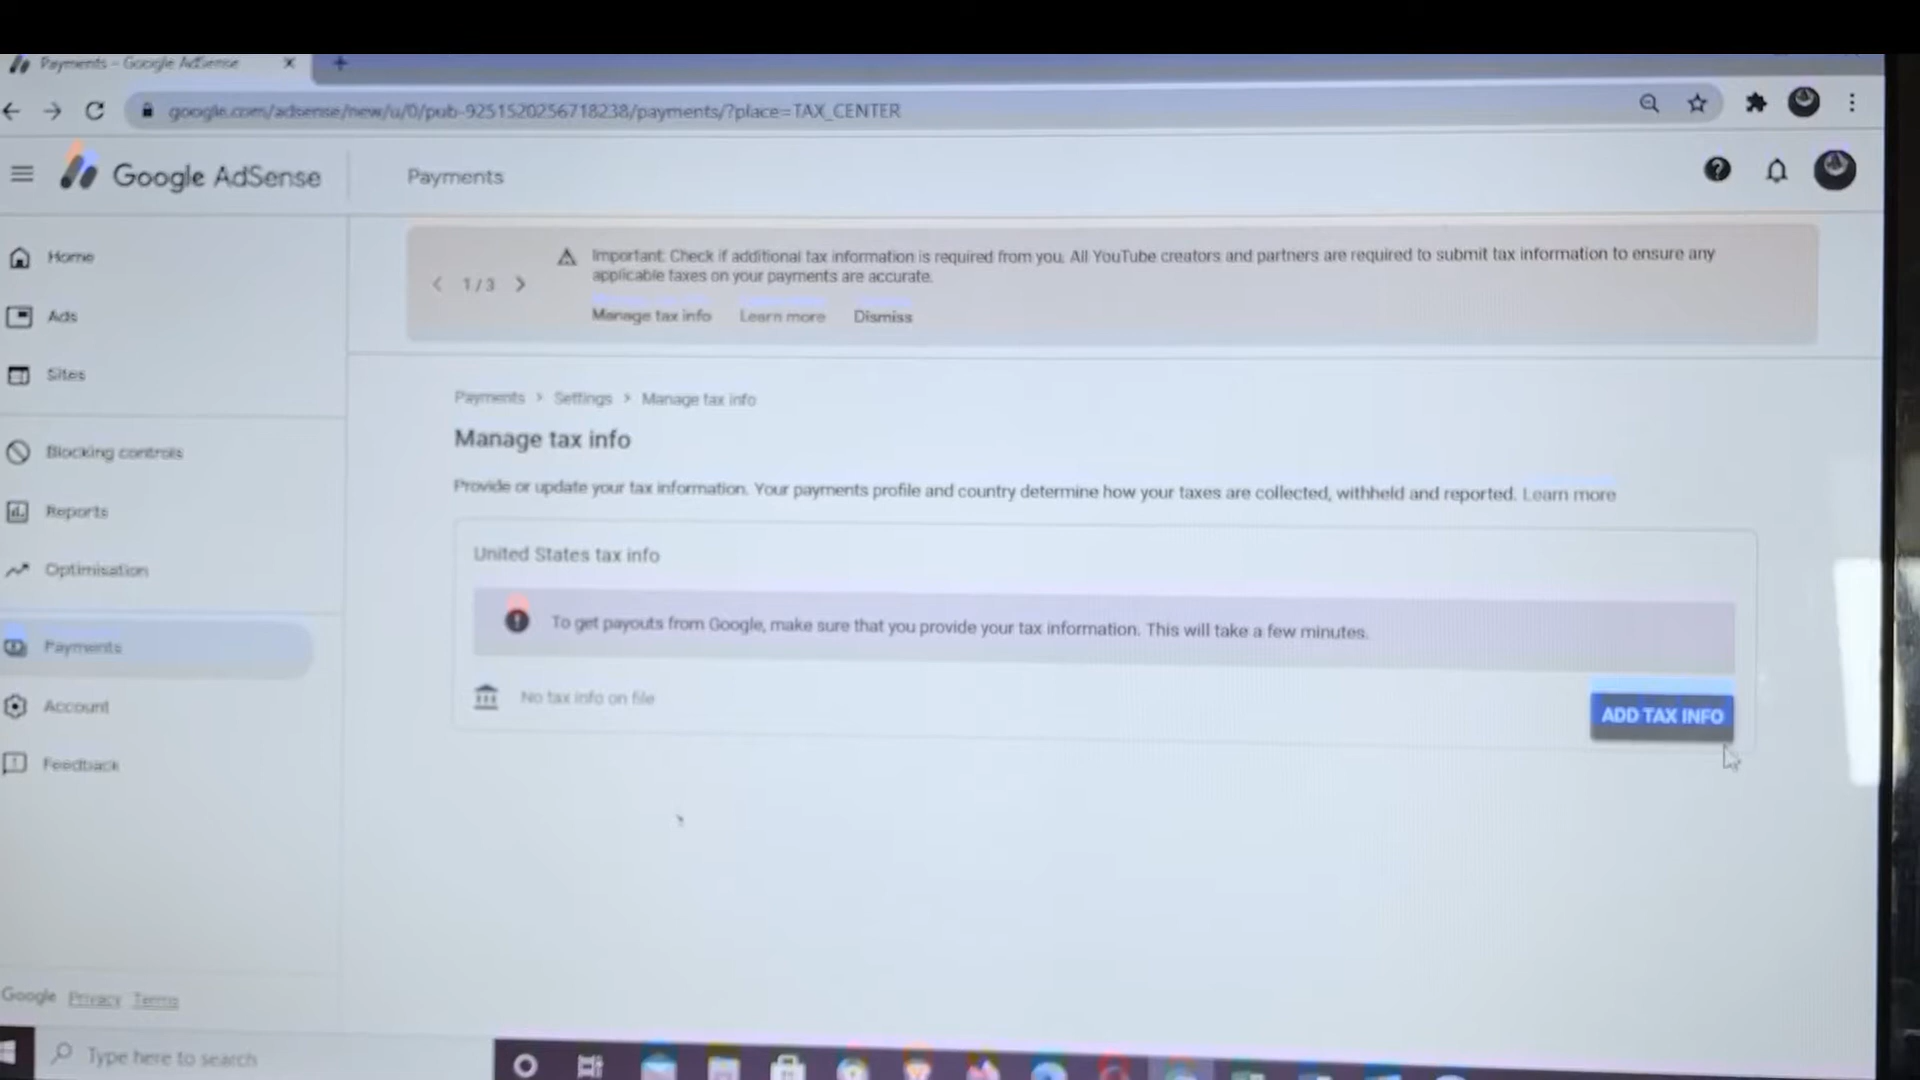 Payments - Google AdSense
google.com/adsense/new/u/0/pub-9251520256718238/payments/?place=TAX_CENTER
Google AdSense
Payments
Home
Ads
Sites
Blocking controls
Reports
Optimisation
Payments
Account
Feedback
Google Privacy Terms
1 / 3
Important: Check if additional tax information is required from you. All YouTube creators and partners are required to submit tax information to ensure any
applicable taxes on your payments are accurate.
Manage tax info Learn more Dismiss
Payments > Settings > Manage tax info
Manage tax info
Provide or update your tax information. Your payments profile and country determine how your taxes are collected, withheld and reported. Learn more
United States tax info
To get payouts from Google, make sure that you provide your tax information. This will take a few minutes.
No tax info on file
ADD TAX INFO
Type here to search